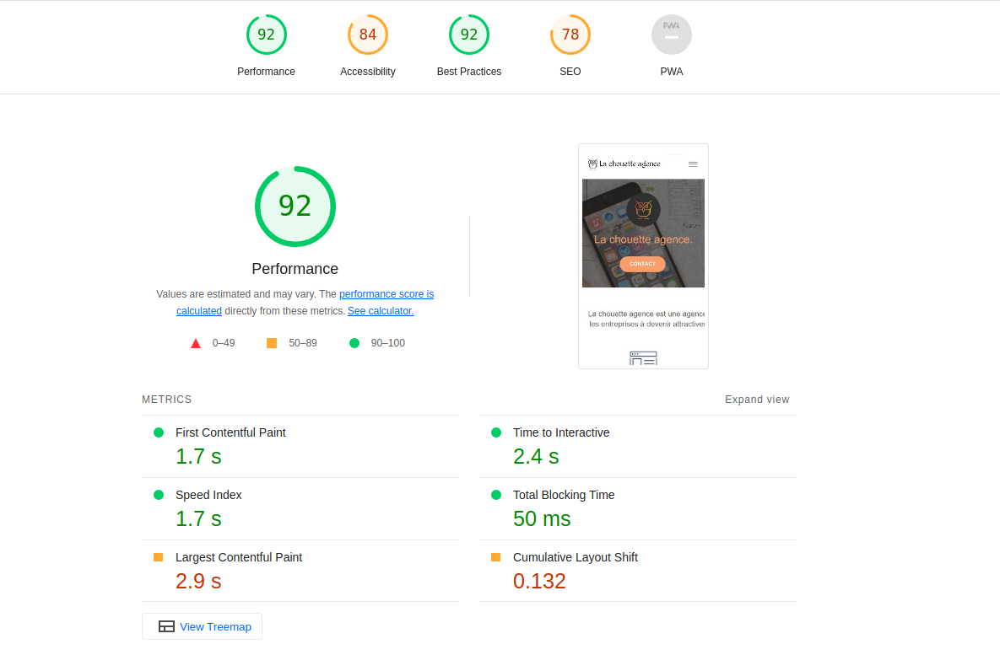 92 84 92 78 PWA
Performance Accessibility Best Practices SEO PWA
La chouette agence
92
La chouette agence.
CONTACT
Performance
Values are estimated and may vary. The performance score is
calculated directly from these metrics. See calculator.
La chouette agence est une agence
les entreprises à devenir attractives
0–49 50–89 90–100
METRICS Expand view
First Contentful Paint Time to Interactive
1.7 s 2.4 s
Speed Index Total Blocking Time
1.7 s 50 ms
Largest Contentful Paint Cumulative Layout Shift
2.9 s 0.132
View Treemap